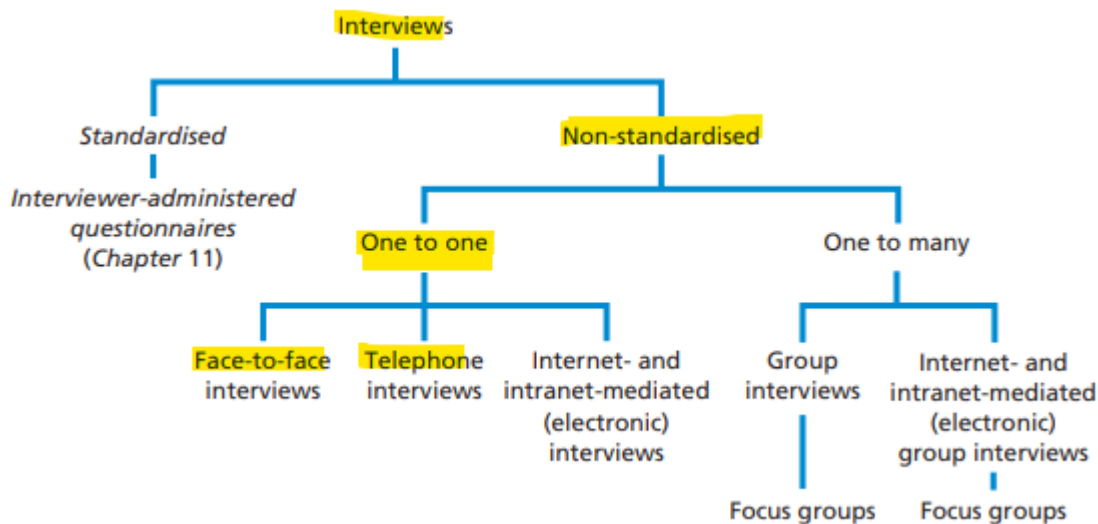 Interviews
Standardised
Non-standardised
Interviewer-administered
questionnaires
(Chapter 11)
One to one
One to many
Face-to-face
interviews
Telephone
interviews
Internet- and
intranet-mediated
(electronic)
interviews
Group
interviews
Internet- and
intranet-mediated
(electronic)
group interviews
Focus groups
Focus groups